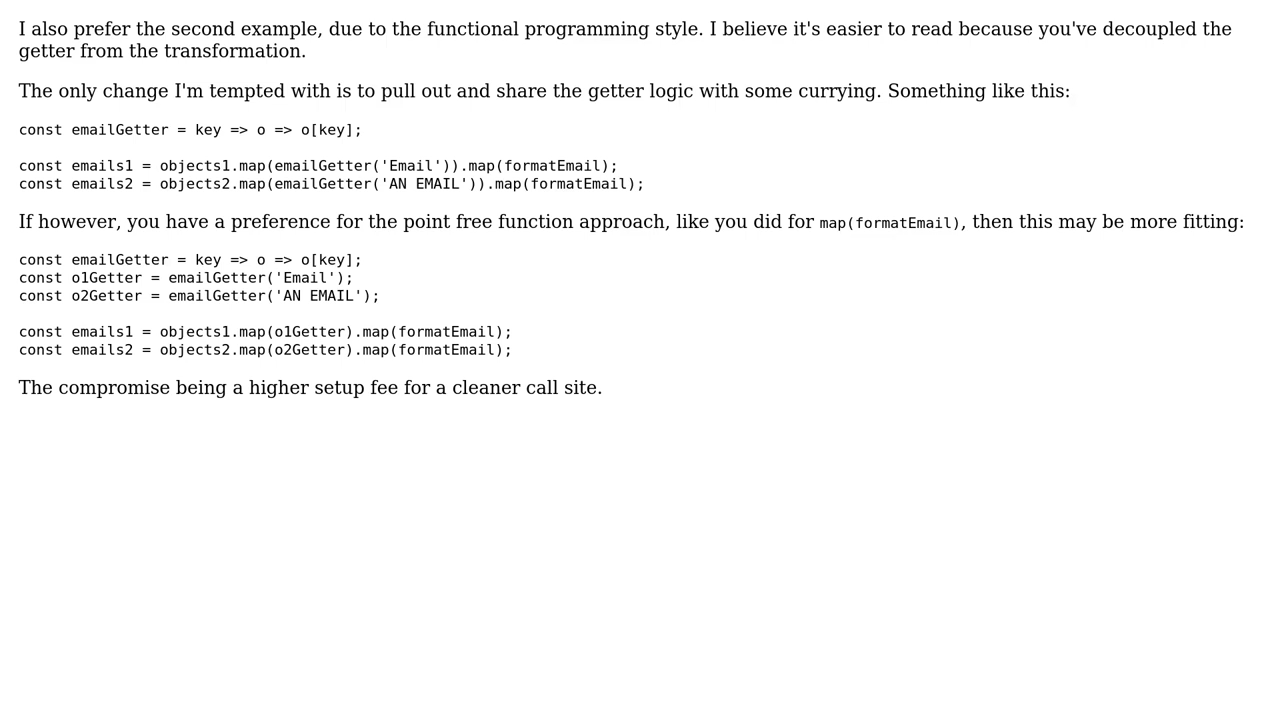 I also prefer the second example, due to the functional programming style. I believe it's easier to read because you've decoupled the
getter from the transformation.
The only change I'm tempted with is to pull out and share the getter logic with some currying. Something like this:
const emailGetter = key => o => o[key];
const emails1 = objects1.map(emailGetter('Email')).map(formatEmail);
const emails2 = objects2.map(emailGetter('AN EMAIL')).map(formatEmail);
If however, you have a preference for the point free function approach, like you did for map(formatEmail), then this may be more fitting:
const emailGetter = key => o => o[key];
const o1Getter = emailGetter('Email');
const o2Getter = emailGetter('AN EMAIL');
const emails1 = objects1.map(o1Getter).map(formatEmail);
const emails2 = objects2.map(o2Getter).map(formatEmail);
The compromise being a higher setup fee for a cleaner call site.